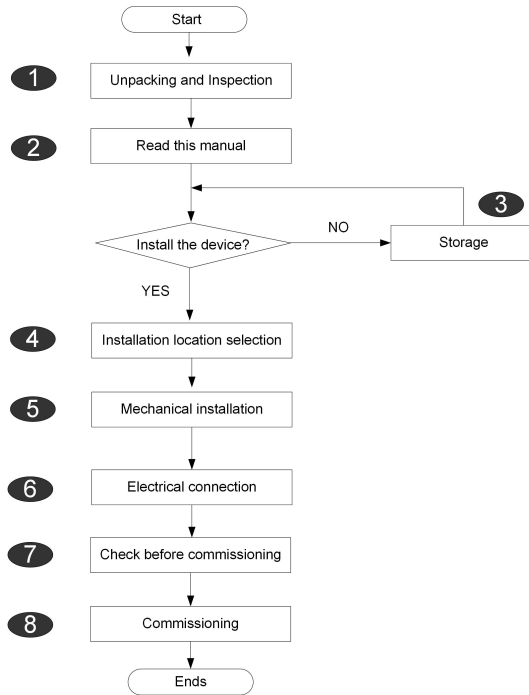 Start
1
Unpacking and Inspection
2
Read this manual
3
Install the device?
NO
Storage
YES
4
Installation location selection
5
Mechanical installation
6
Electrical connection
7
Check before commissioning
8
Commissioning
Ends